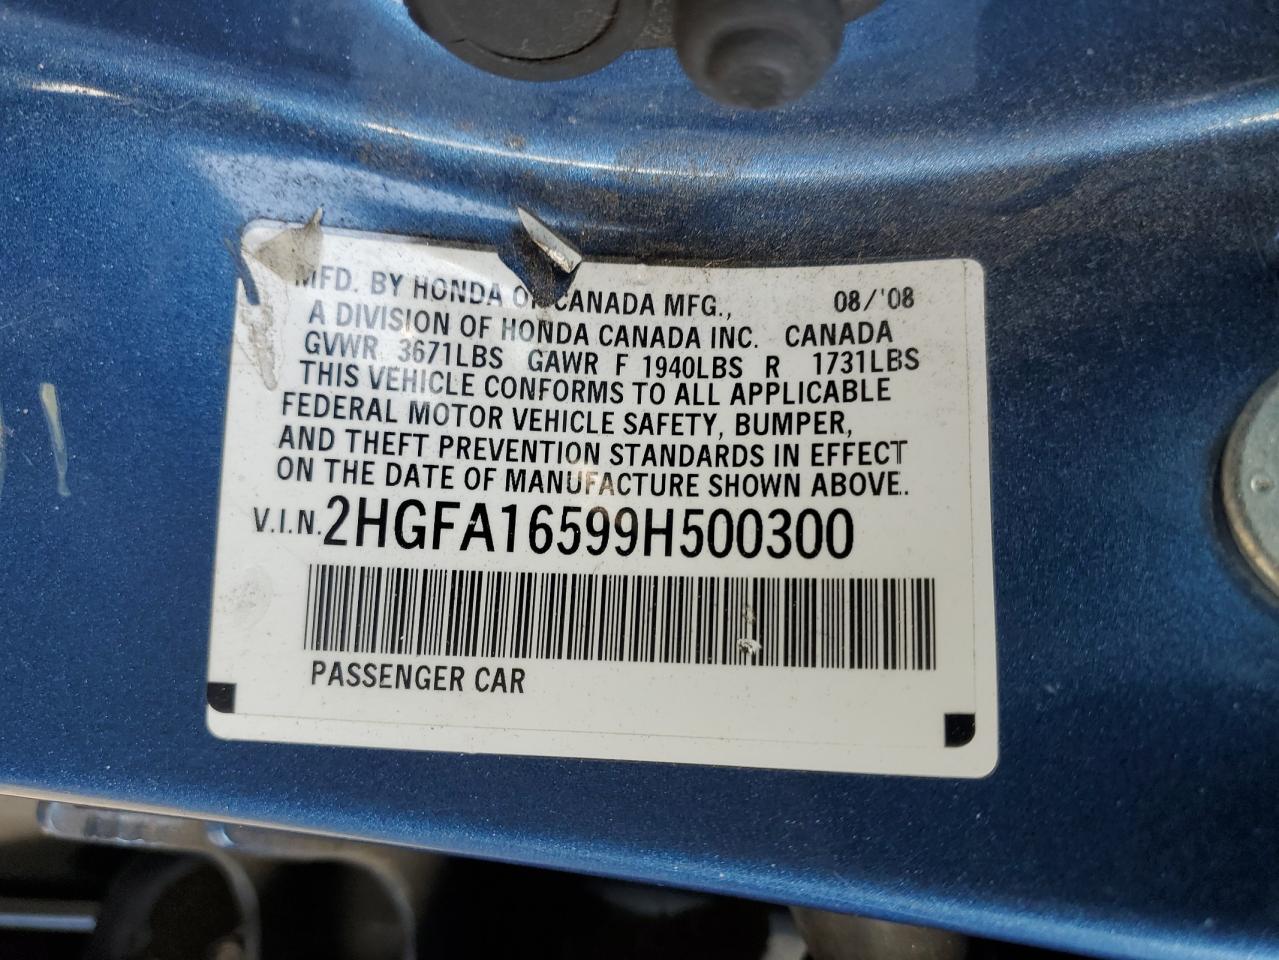 MFD. BY HONDA OF CANADA MFG., 08/'08
A DIVISION OF HONDA CANADA INC. CANADA
GVWR 3671LBS GAWR F 1940LBS R 1731LBS
THIS VEHICLE CONFORMS TO ALL APPLICABLE
FEDERAL MOTOR VEHICLE SAFETY, BUMPER,
AND THEFT PREVENTION STANDARDS IN EFFECT
ON THE DATE OF MANUFACTURE SHOWN ABOVE.
V.I.N. 2HGFA16599H500300
PASSENGER CAR